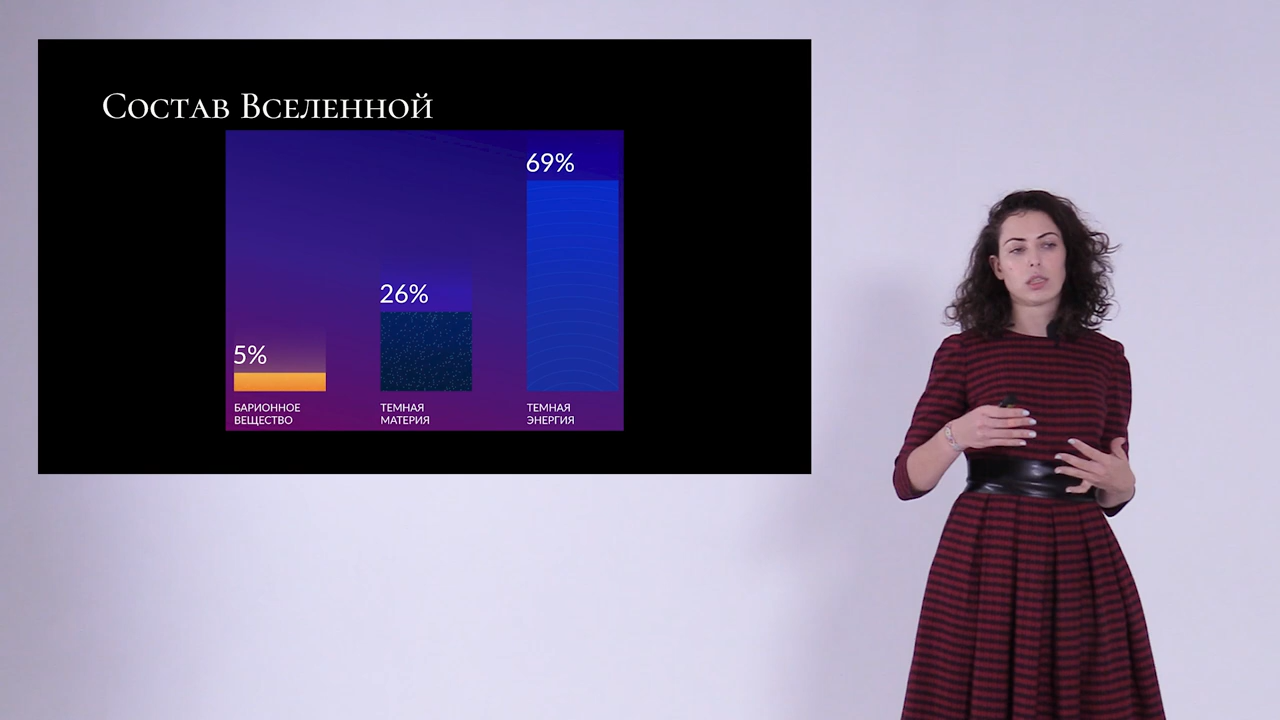 Состав Вселенной
69%
26%
5%
БАРИОННОЕ
ВЕЩЕСТВО
ТЕМНАЯ
МАТЕРИЯ
ТЕМНАЯ
ЭНЕРГИЯ